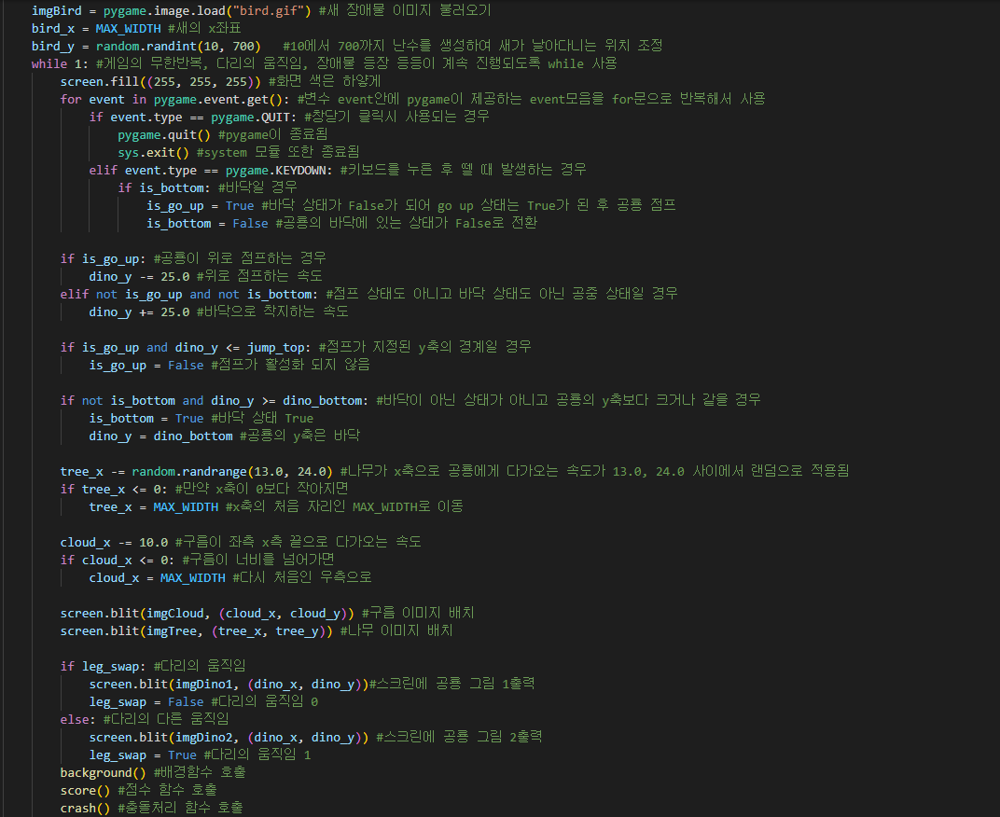 imgBird = pygame.image.load("bird.gif") #새 장애물 이미지 불러오기
bird_x = MAX_WIDTH #새의 x좌표
bird_y = random.randint(10, 700)   #10에서 700까지 난수를 생성하여 새가 날아다니는 위치 조정
while 1: #게임의 무한반복, 다리의 움직임, 장애물 등장 등등이 계속 진행되도록 while 사용
    screen.fill((255, 255, 255)) #화면 색은 하얗게
    for event in pygame.event.get(): #변수 event안에 pygame이 제공하는 event모음을 for문으로 반복해서 사용
        if event.type == pygame.QUIT: #창닫기 클릭시 사용되는 경우
            pygame.quit() #pygame이 종료됨
            sys.exit() #system 모듈 또한 종료됨
        elif event.type == pygame.KEYDOWN: #키보드를 누른 후 뗄 때 발생하는 경우
            if is_bottom: #바닥일 경우
                is_go_up = True #바닥 상태가 False가 되어 go up 상태는 True가 된 후 공룡 점프
                is_bottom = False #공룡의 바닥에 있는 상태가 False로 전환

    if is_go_up: #공룡이 위로 점프하는 경우
        dino_y -= 25.0 #위로 점프하는 속도
    elif not is_go_up and not is_bottom: #점프 상태도 아니고 바닥 상태도 아닌 공중 상태일 경우
        dino_y += 25.0 #바닥으로 착지하는 속도

    if is_go_up and dino_y <= jump_top: #점프가 지정된 y축의 경계일 경우
        is_go_up = False #점프가 활성화 되지 않음

    if not is_bottom and dino_y >= dino_bottom: #바닥이 아닌 상태가 아니고 공룡의 y축보다 크거나 같을 경우
        is_bottom = True #바닥 상태 True
        dino_y = dino_bottom #공룡의 y축은 바닥

    tree_x -= random.randrange(13.0, 24.0) #나무가 x축으로 공룡에게 다가오는 속도가 13.0, 24.0 사이에서 랜덤으로 적용됨
    if tree_x <= 0: #만약 x축이 0보다 작아지면
        tree_x = MAX_WIDTH #x축의 처음 자리인 MAX_WIDTH로 이동

    cloud_x -= 10.0 #구름이 좌측 x측 끝으로 다가오는 속도
    if cloud_x <= 0: #구름이 너비를 넘어가면
        cloud_x = MAX_WIDTH #다시 처음인 우측으로

    screen.blit(imgCloud, (cloud_x, cloud_y)) #구름 이미지 배치
    screen.blit(imgTree, (tree_x, tree_y)) #나무 이미지 배치

    if leg_swap: #다리의 움직임
        screen.blit(imgDino1, (dino_x, dino_y))#스크린에 공룡 그림 1출력
        leg_swap = False #다리의 움직임 0
    else: #다리의 다른 움직임
        screen.blit(imgDino2, (dino_x, dino_y)) #스크린에 공룡 그림 2출력
        leg_swap = True #다리의 움직임 1
    background() #배경함수 호출
    score() #점수 함수 호출
    crash() #충돌처리 함수 호출